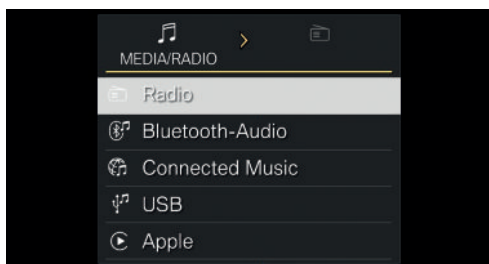 MEDIA/RADIO
Radio
Bluetooth-Audio
Connected Music
USB
Apple